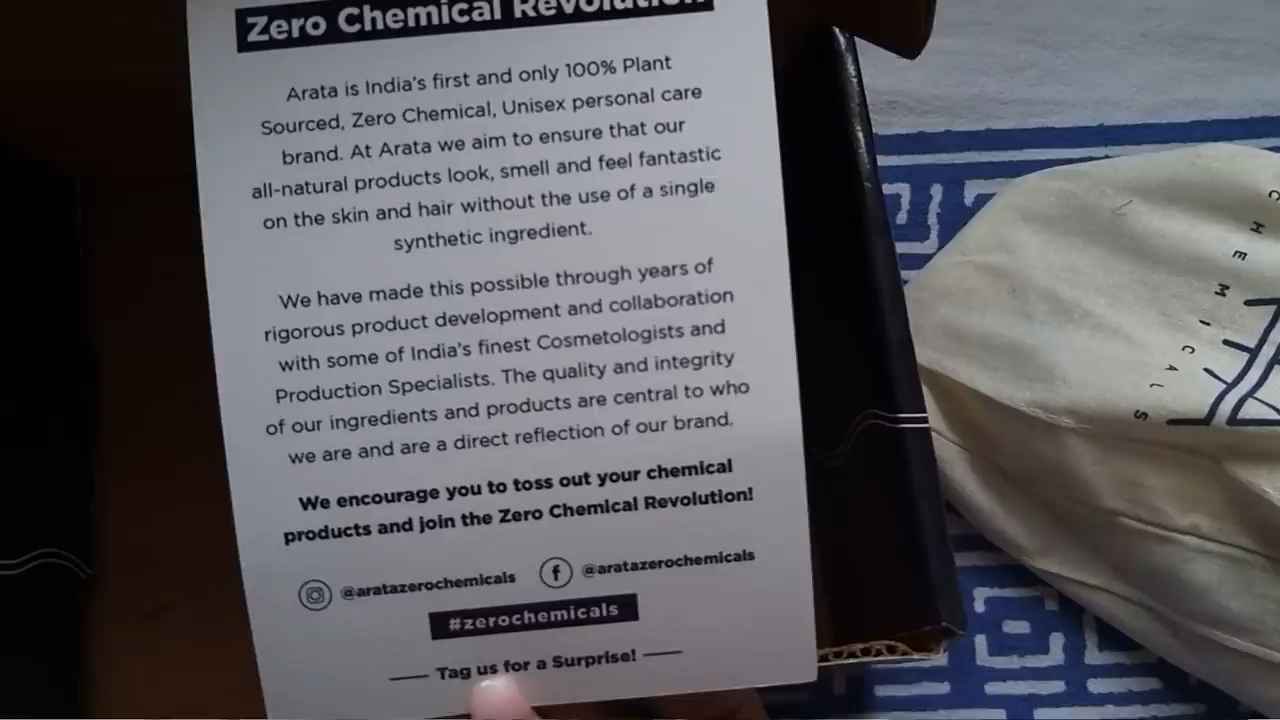 Zero Chemical Revolution
Arata is India's first and only 100% Plant
Sourced, Zero Chemical, Unisex personal care
brand. At Arata we aim to ensure that our
all-natural products look, smell and feel fantastic
on the skin and hair without the use of a single
synthetic ingredient.
We have made this possible through years of
rigorous product development and collaboration
with some of India's finest Cosmetologists and
Production Specialists. The quality and integrity
of our ingredients and products are central to who
we are and are a direct reflection of our brand.
We encourage you to toss out your chemical
products and join the Zero Chemical Revolution!
@aratazerochemicals @aratazerochemicals
#zerochemicals
Tag us for a Surprise!
CHEMICALS